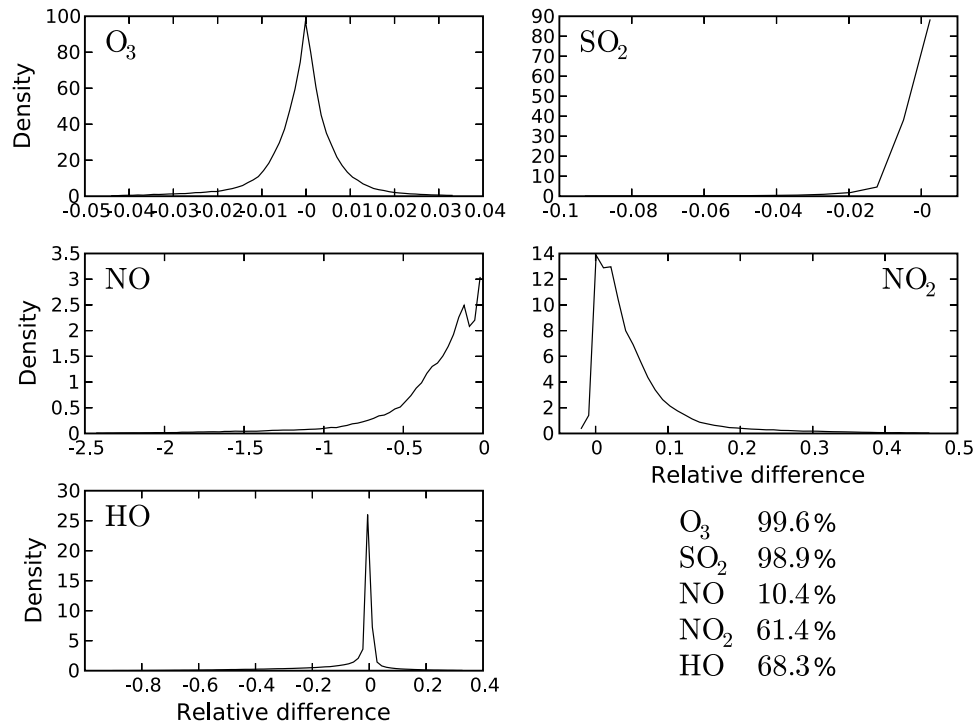 O3
Density
100
80
60
40
20
0
-0.05 -0.04 -0.03 -0.02 -0.01 -0 0.01 0.02 0.03 0.04
SO2
90
80
70
60
50
40
30
20
10
0
-0.1 -0.08 -0.06 -0.04 -0.02 -0
NO
Density
3.5
3
2.5
2
1.5
1
0.5
0
-2.5 -2 -1.5 -1 -0.5 0
NO2
14
12
10
8
6
4
2
0
0 0.1 0.2 0.3 0.4 0.5
Relative difference
HO
Density
30
25
20
15
10
5
0
-0.8 -0.6 -0.4 -0.2 0 0.2 0.4
Relative difference
O3 99.6%
SO2 98.9%
NO 10.4%
NO2 61.4%
HO 68.3%